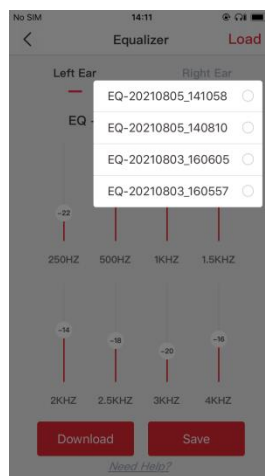 No SIM 14:11
Equalizer Load
Left Ear Right Ear
EQ-20210805_141058
EQ -
EQ-20210805_140810
EQ-20210803_160605
EQ-20210803_160557
-22
250HZ 500HZ 1KHZ 1.5KHZ
-14 -18 -20 -16
2KHZ 2.5KHZ 3KHZ 4KHZ
Download Save
Need Help?